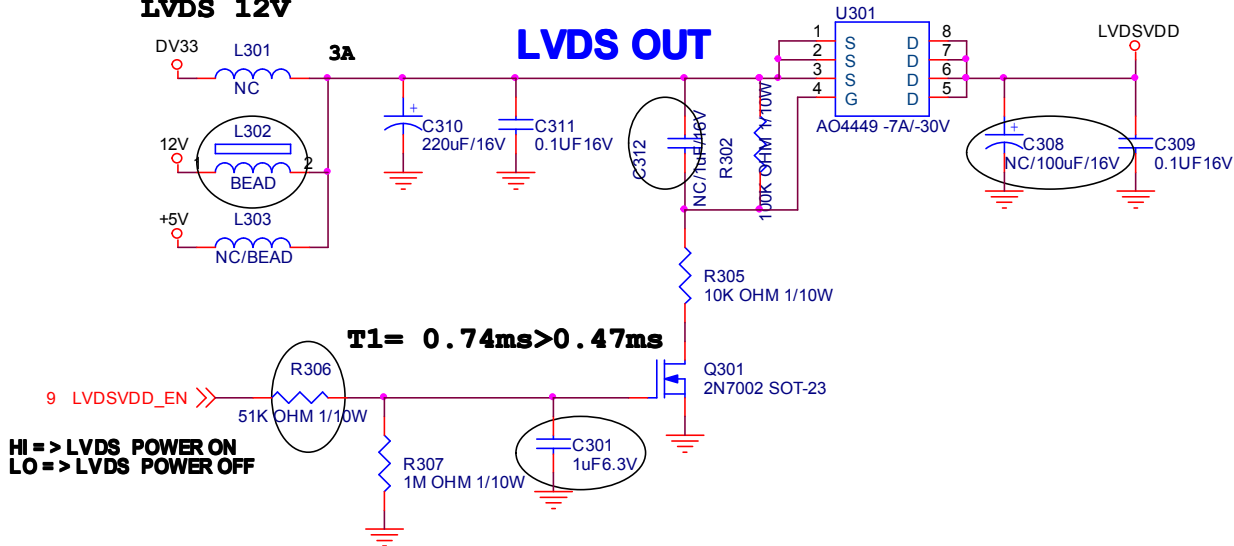 LVDS 12V
DV33
L301
NC
3A
LVDS OUT
U301
1 S D 8
2 S D 7
3 S D 6
4 G D 5
AO4449 -7A/-30V
LVDSVDD
12V
L302
1 2
BEAD
+5V
L303
NC/BEAD
+
C310
220uF/16V
C311
0.1UF16V
C312
NC/1uF/16V
R302
100K OHM 1/10W
+
C308
NC/100uF/16V
C309
0.1UF16V
R305
10K OHM 1/10W
T1= 0.74ms>0.47ms
Q301
2N7002 SOT-23
9 LVDSVDD_EN
R306
51K OHM 1/10W
HI = > LVDS POWER ON
LO = > LVDS POWER OFF
R307
1M OHM 1/10W
C301
1uF6.3V